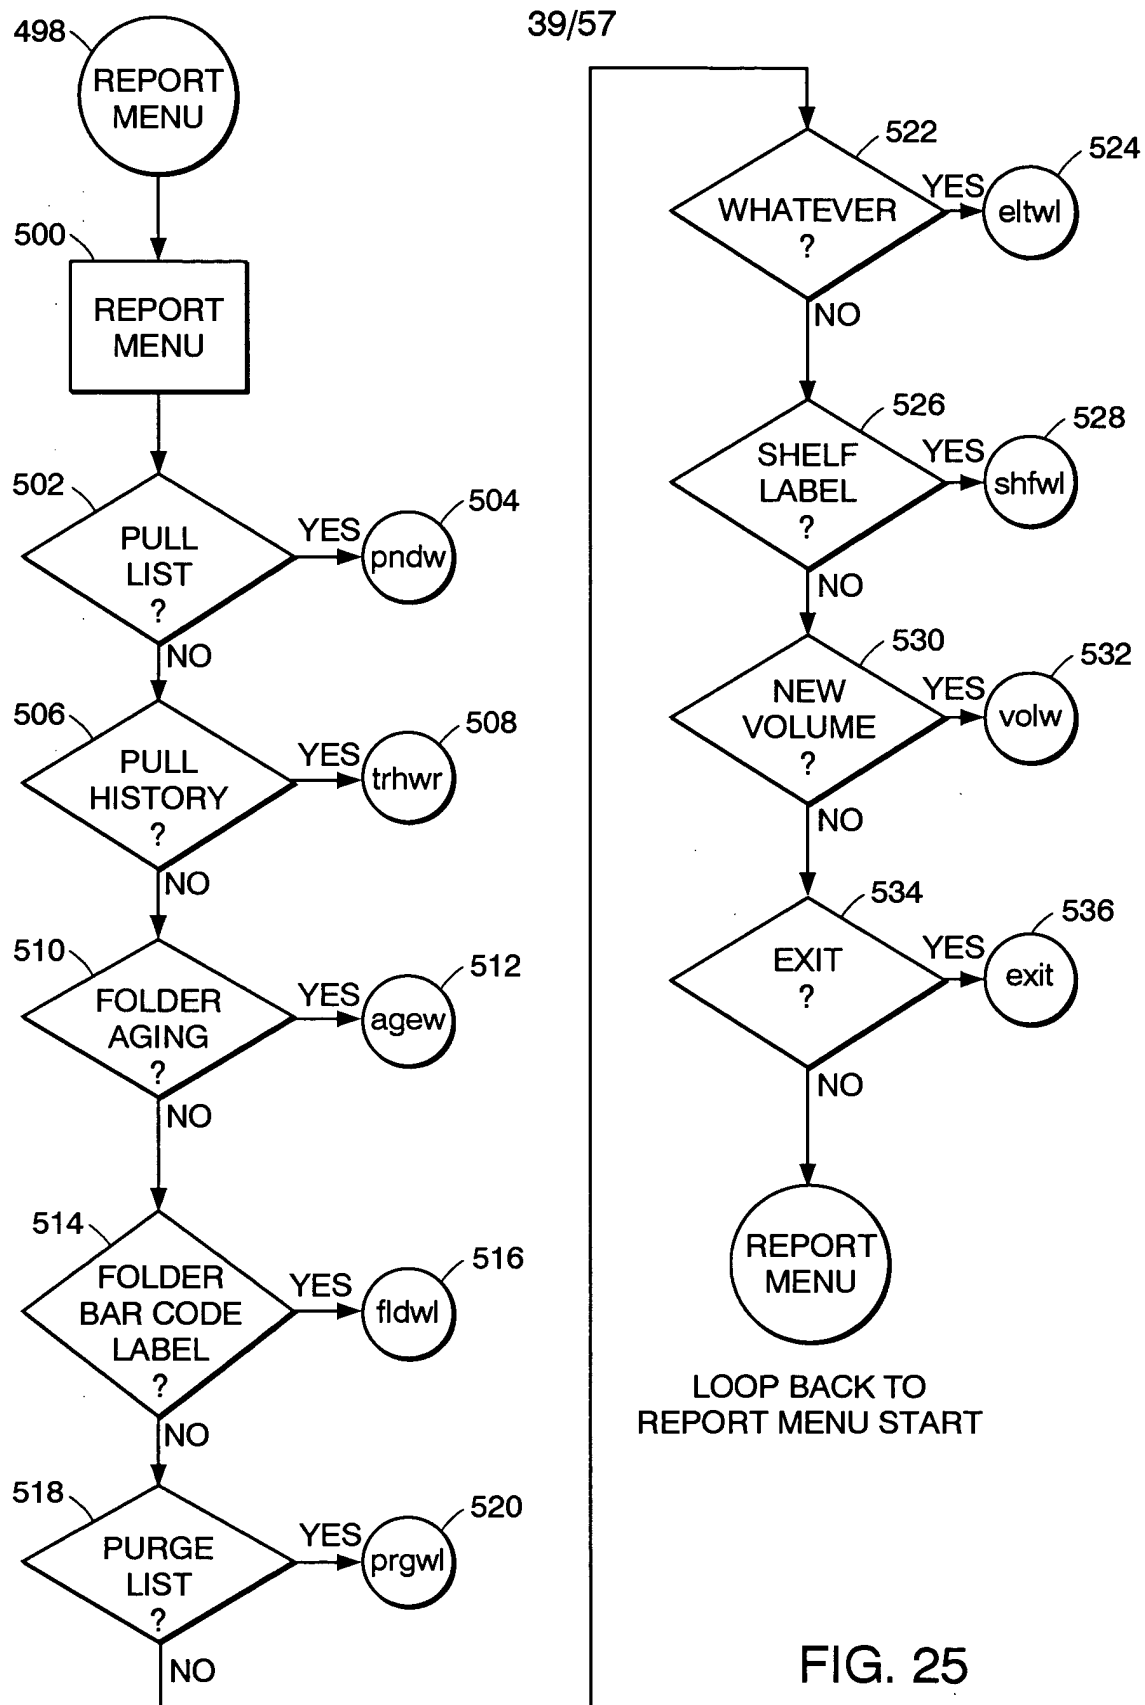 39/57
498
REPORT
MENU
500
REPORT
MENU
502
PULL
LIST
?
YES
504
pndw
NO
506
PULL
HISTORY
?
YES
508
trhwr
NO
510
FOLDER
AGING
?
YES
512
agew
NO
514
FOLDER
BAR CODE
LABEL
?
YES
516
fldwl
NO
518
PURGE
LIST
?
YES
520
prgwl
NO
522
WHATEVER
?
YES
524
eltwl
NO
526
SHELF
LABEL
?
YES
528
shfwl
NO
530
NEW
VOLUME
?
YES
532
volw
NO
534
EXIT
?
YES
536
exit
NO
REPORT
MENU
LOOP BACK TO
REPORT MENU START
FIG. 25